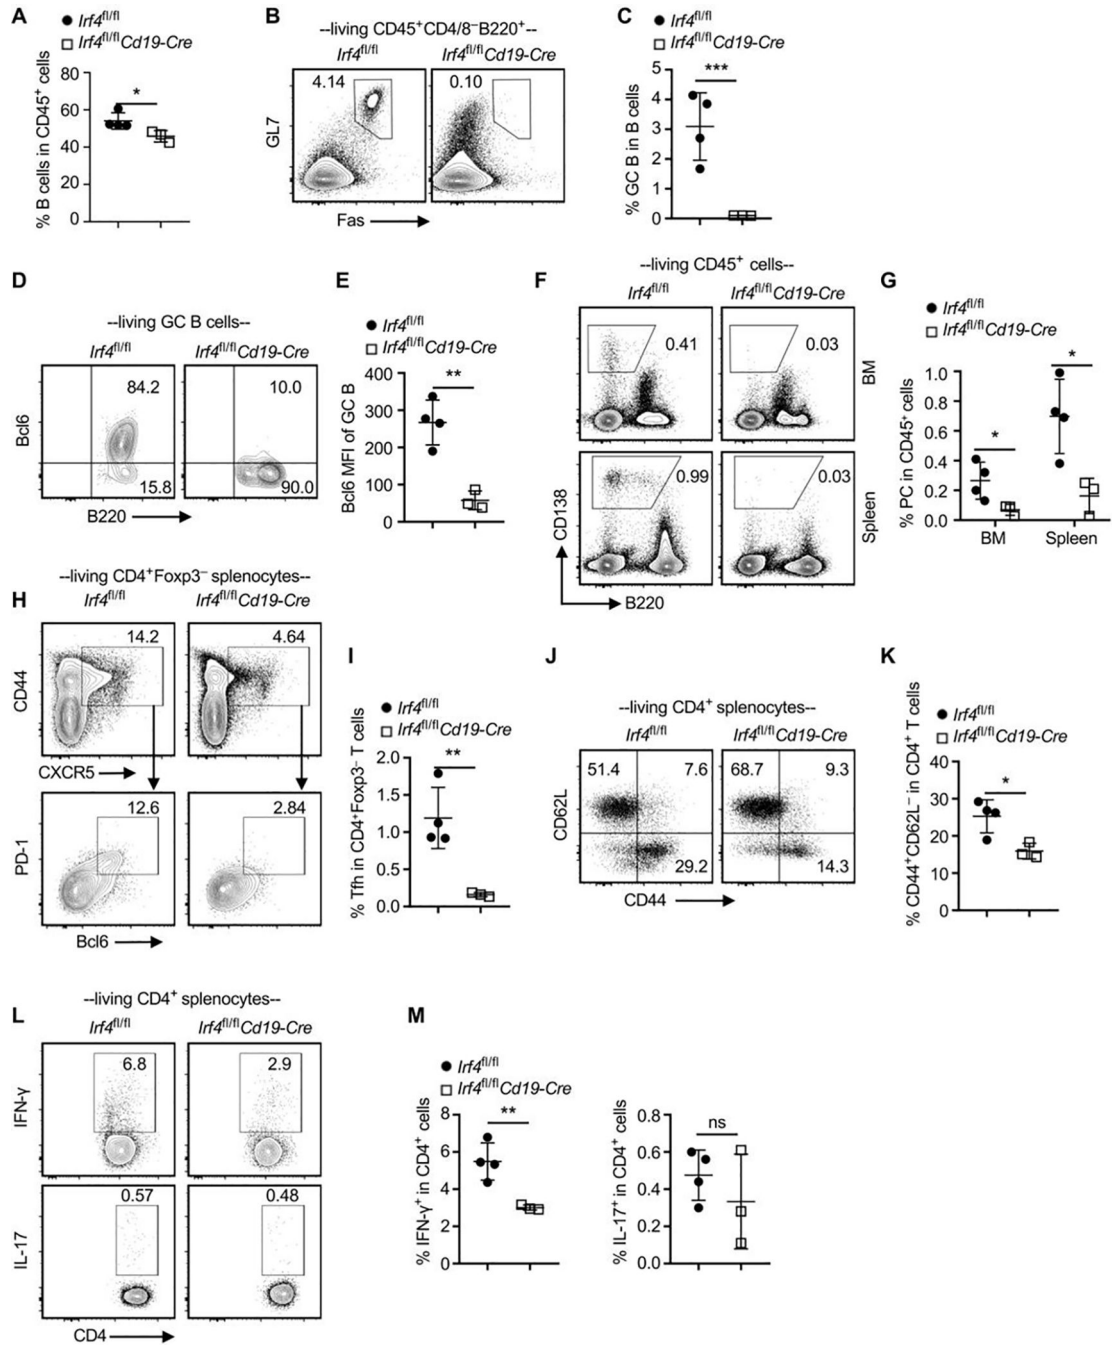 A
● Irf4fl/fl
□ Irf4fl/flCd19-Cre
% B cells in CD45+ cells
80
60
40
20
0
*
B
--living CD45+CD4/8–B220+--
Irf4fl/fl
Irf4fl/flCd19-Cre
4.14
0.10
GL7
Fas
C
● Irf4fl/fl
□ Irf4fl/flCd19-Cre
% GC B in B cells
5
4
3
2
1
0
***
D
--living GC B cells--
Irf4fl/fl
Irf4fl/flCd19-Cre
84.2
10.0
15.8
90.0
Bcl6
B220
E
● Irf4fl/fl
□ Irf4fl/flCd19-Cre
Bcl6 MFI of GC B
400
300
200
100
0
**
F
--living CD45+ cells--
Irf4fl/fl
Irf4fl/flCd19-Cre
0.41
0.03
BM
0.99
0.03
Spleen
CD138
B220
G
● Irf4fl/fl
□ Irf4fl/flCd19-Cre
% PC in CD45+ cells
1.0
0.8
0.6
0.4
0.2
0.0
*
*
BM
Spleen
H
--living CD4+Foxp3– splenocytes--
Irf4fl/fl
Irf4fl/flCd19-Cre
14.2
4.64
CD44
CXCR5
12.6
2.84
PD-1
Bcl6
I
● Irf4fl/fl
□ Irf4fl/flCd19-Cre
% Tfh in CD4+Foxp3– T cells
2.0
1.5
1.0
0.5
0.0
**
J
--living CD4+ splenocytes--
Irf4fl/fl
Irf4fl/flCd19-Cre
51.4
7.6
68.7
9.3
29.2
14.3
CD62L
CD44
K
● Irf4fl/fl
□ Irf4fl/flCd19-Cre
% CD44+CD62L– in CD4+ T cells
40
30
20
10
0
*
L
--living CD4+ splenocytes--
Irf4fl/fl
Irf4fl/flCd19-Cre
6.8
2.9
IFN-γ
0.57
0.48
IL-17
CD4
M
● Irf4fl/fl
□ Irf4fl/flCd19-Cre
% IFN-γ+ in CD4+ cells
8
6
4
2
0
**
% IL-17+ in CD4+ cells
0.8
0.6
0.4
0.2
0.0
ns